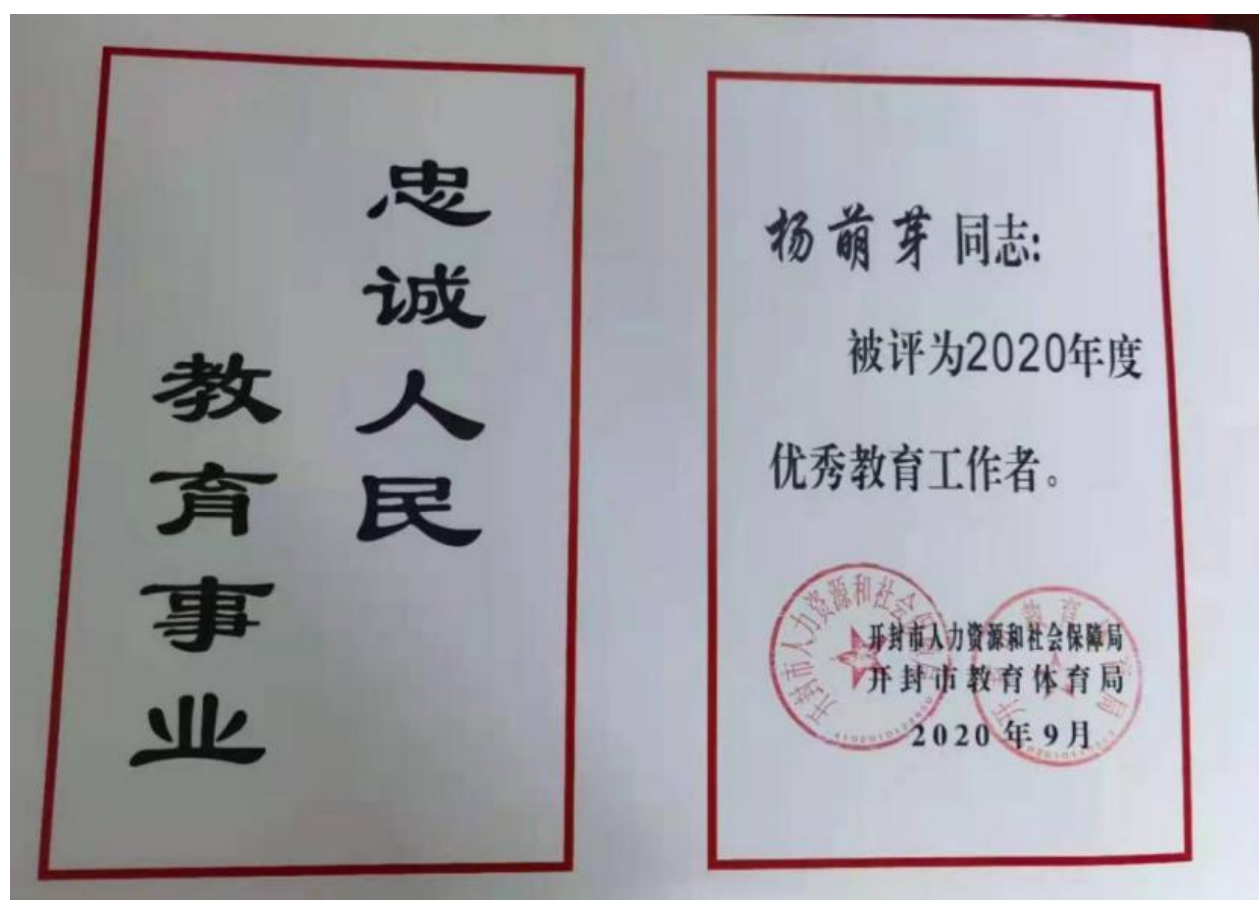 忠诚人民
教育事业
杨萌芽同志:
被评为2020年度
优秀教育工作者。
开封市人力资源和社会保障局
开封市教育体育局
2020年9月